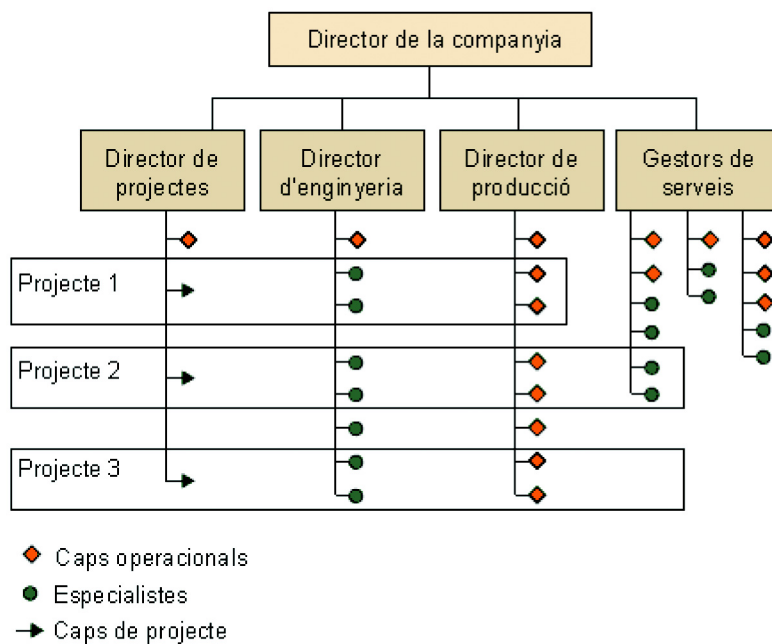 Director de la companyia
Director de
projectes
Director
d'enginyeria
Director de
producció
Gestors de
serveis
Projecte 1
Projecte 2
Projecte 3
Caps operacionals
Especialistes
Caps de projecte